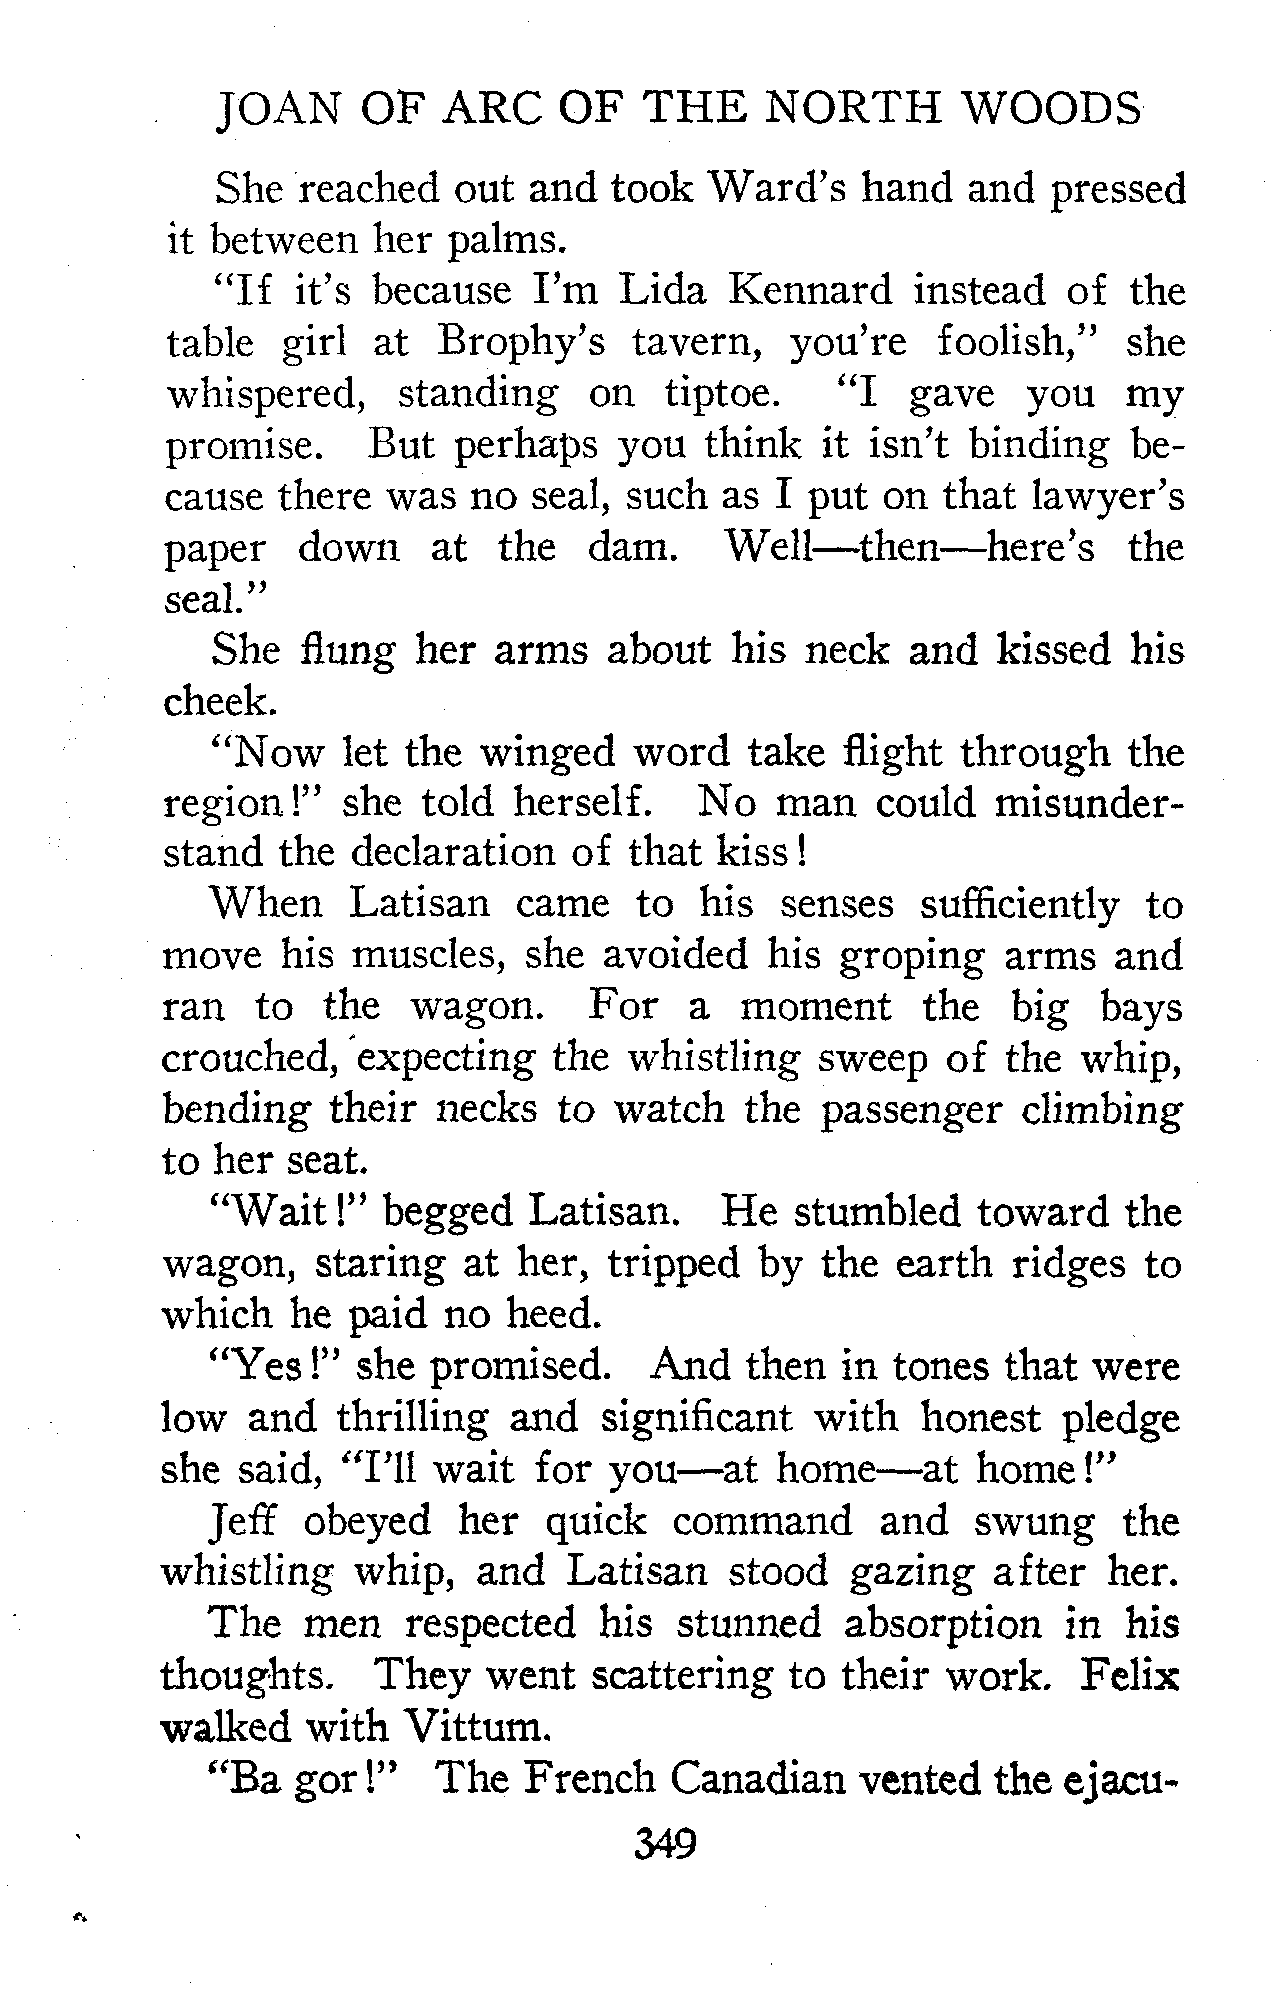 JOAN OF ARC OF THE NORTH WOODS
She reached out and took Ward's hand and pressed
it between her palms.
"If it's because I'm Lida Kennard instead of the
table girl at Brophy's tavern, you're foolish," she
whispered, standing on tiptoe. "I gave you my
promise. But perhaps you think it isn't binding be-
cause there was no seal, such as I put on that lawyer's
paper down at the dam. Well—then—here's the
seal."
She flung her arms about his neck and kissed his
cheek.
"Now let the winged word take flight through the
region!" she told herself. No man could misunder-
stand the declaration of that kiss!
When Latisan came to his senses sufficiently to
move his muscles, she avoided his groping arms and
ran to the wagon. For a moment the big bays
crouched, expecting the whistling sweep of the whip,
bending their necks to watch the passenger climbing
to her seat.
"Wait!" begged Latisan. He stumbled toward the
wagon, staring at her, tripped by the earth ridges to
which he paid no heed.
"Yes!" she promised. And then in tones that were
low and thrilling and significant with honest pledge
she said, "I'll wait for you—at home—at home!"
Jeff obeyed her quick command and swung the
whistling whip, and Latisan stood gazing after her.
The men respected his stunned absorption in his
thoughts. They went scattering to their work. Felix
walked with Vittum.
"Ba gor!" The French Canadian vented the ejacu-
349